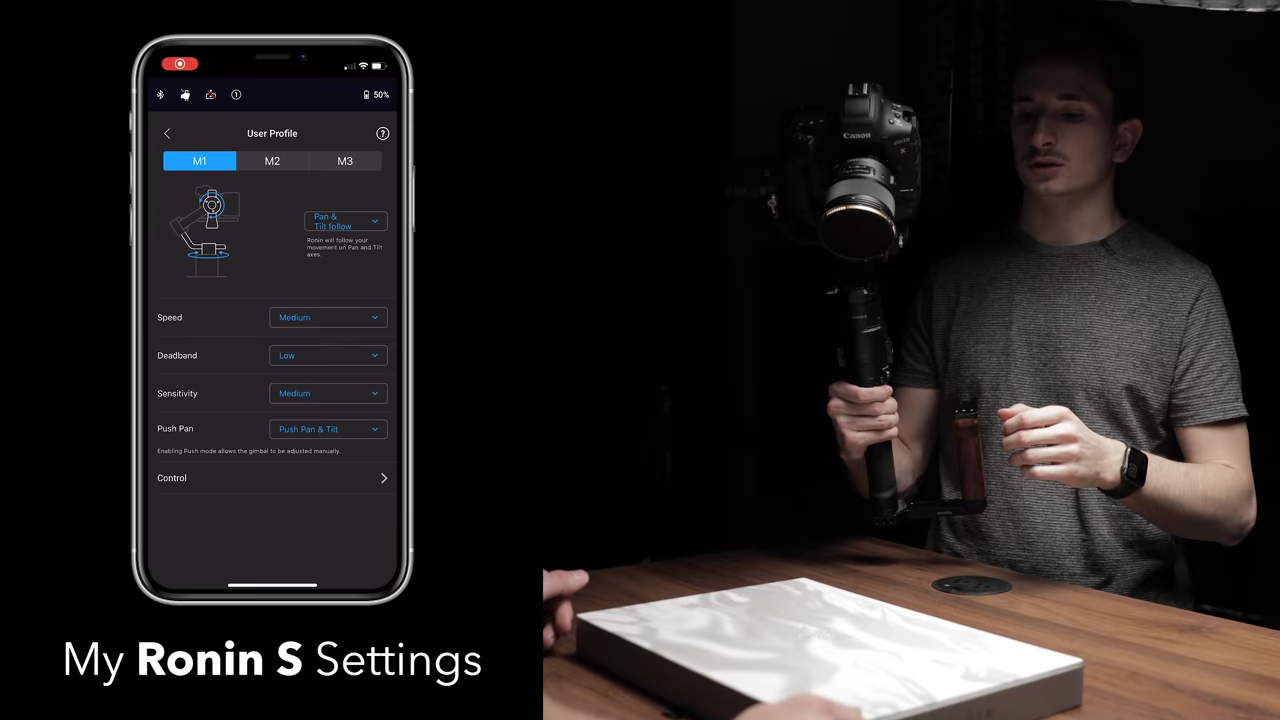 50%
User Profile
?
M1 M2 M3
Pan &
Tilt follow
Ronin will follow your
movement on Pan and Tilt
axes.
Speed Medium
Deadband Low
Sensitivity Medium
Push Pan Push Pan & Tilt
Enabling Push mode allows the gimbal to be adjusted manually.
Control
My Ronin S Settings
Canon